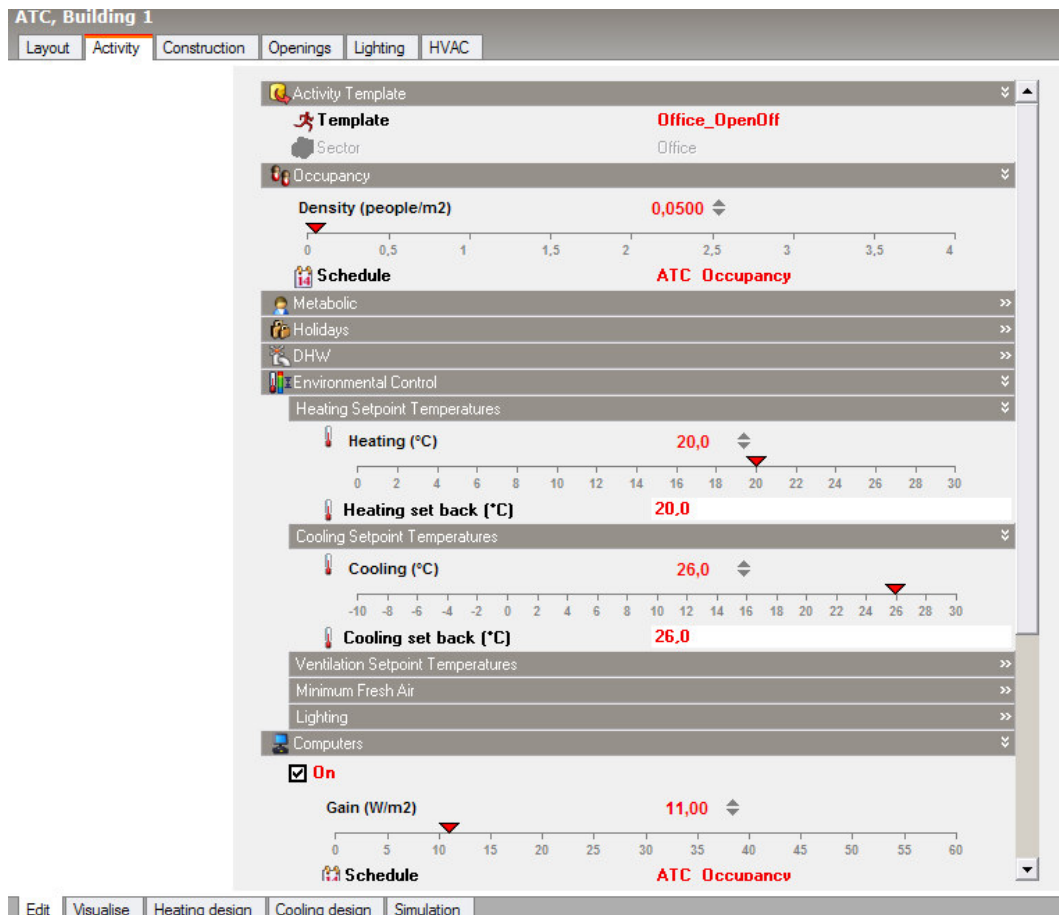 ATC, Building 1
Layout Activity Construction Openings Lighting HVAC
Activity Template
Template Office_OpenOff
Sector Office
Occupancy
Density (people/m2) 0,0500
0 0,5 1 1,5 2 2,5 3 3,5 4
Schedule ATC Occupancy
Metabolic
Holidays
DHW
Environmental Control
Heating Setpoint Temperatures
Heating (°C) 20,0
0 2 4 6 8 10 12 14 16 18 20 22 24 26 28 30
Heating set back (°C) 20,0
Cooling Setpoint Temperatures
Cooling (°C) 26,0
-10 -8 -6 -4 -2 0 2 4 6 8 10 12 14 16 18 20 22 24 26 28 30
Cooling set back (°C) 26,0
Ventilation Setpoint Temperatures
Minimum Fresh Air
Lighting
Computers
On
Gain (W/m2) 11,00
0 5 10 15 20 25 30 35 40 45 50 55 60
Schedule ATC Occupancy
Edit Visualise Heating design Cooling design Simulation